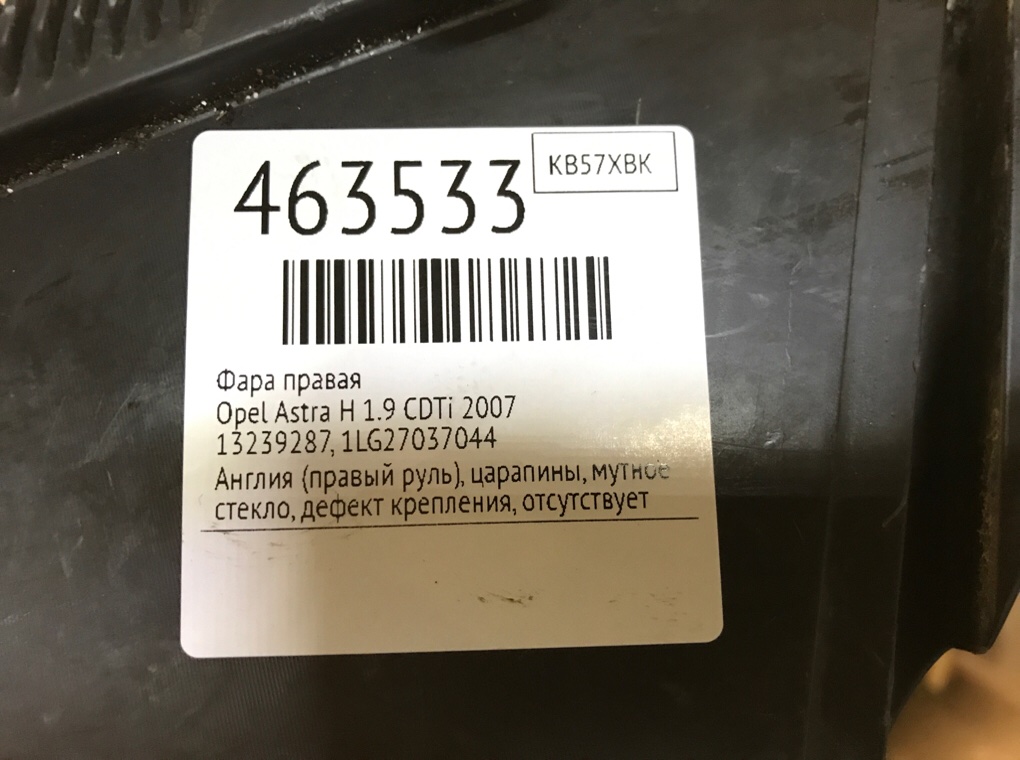 463533
KB57XBK
Фара правая
Opel Astra H 1.9 CDTi 2007
13239287, 1LG27037044
Англия (правый руль), царапины, мутное
стекло, дефект крепления, отсутствует